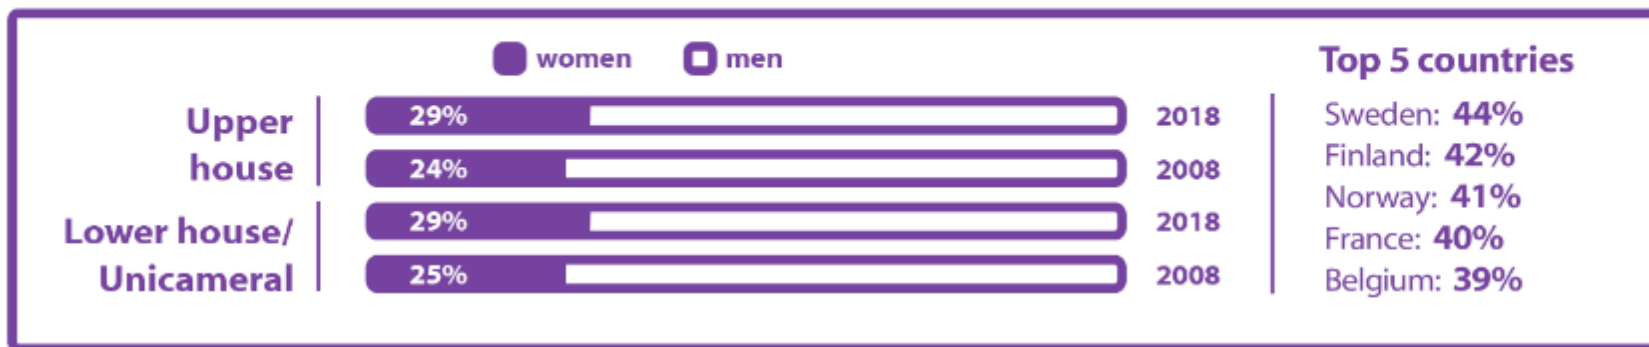 women men
Upper
house
29% 2018
24% 2008
Lower house/
Unicameral
29% 2018
25% 2008
Top 5 countries
Sweden: 44%
Finland: 42%
Norway: 41%
France: 40%
Belgium: 39%